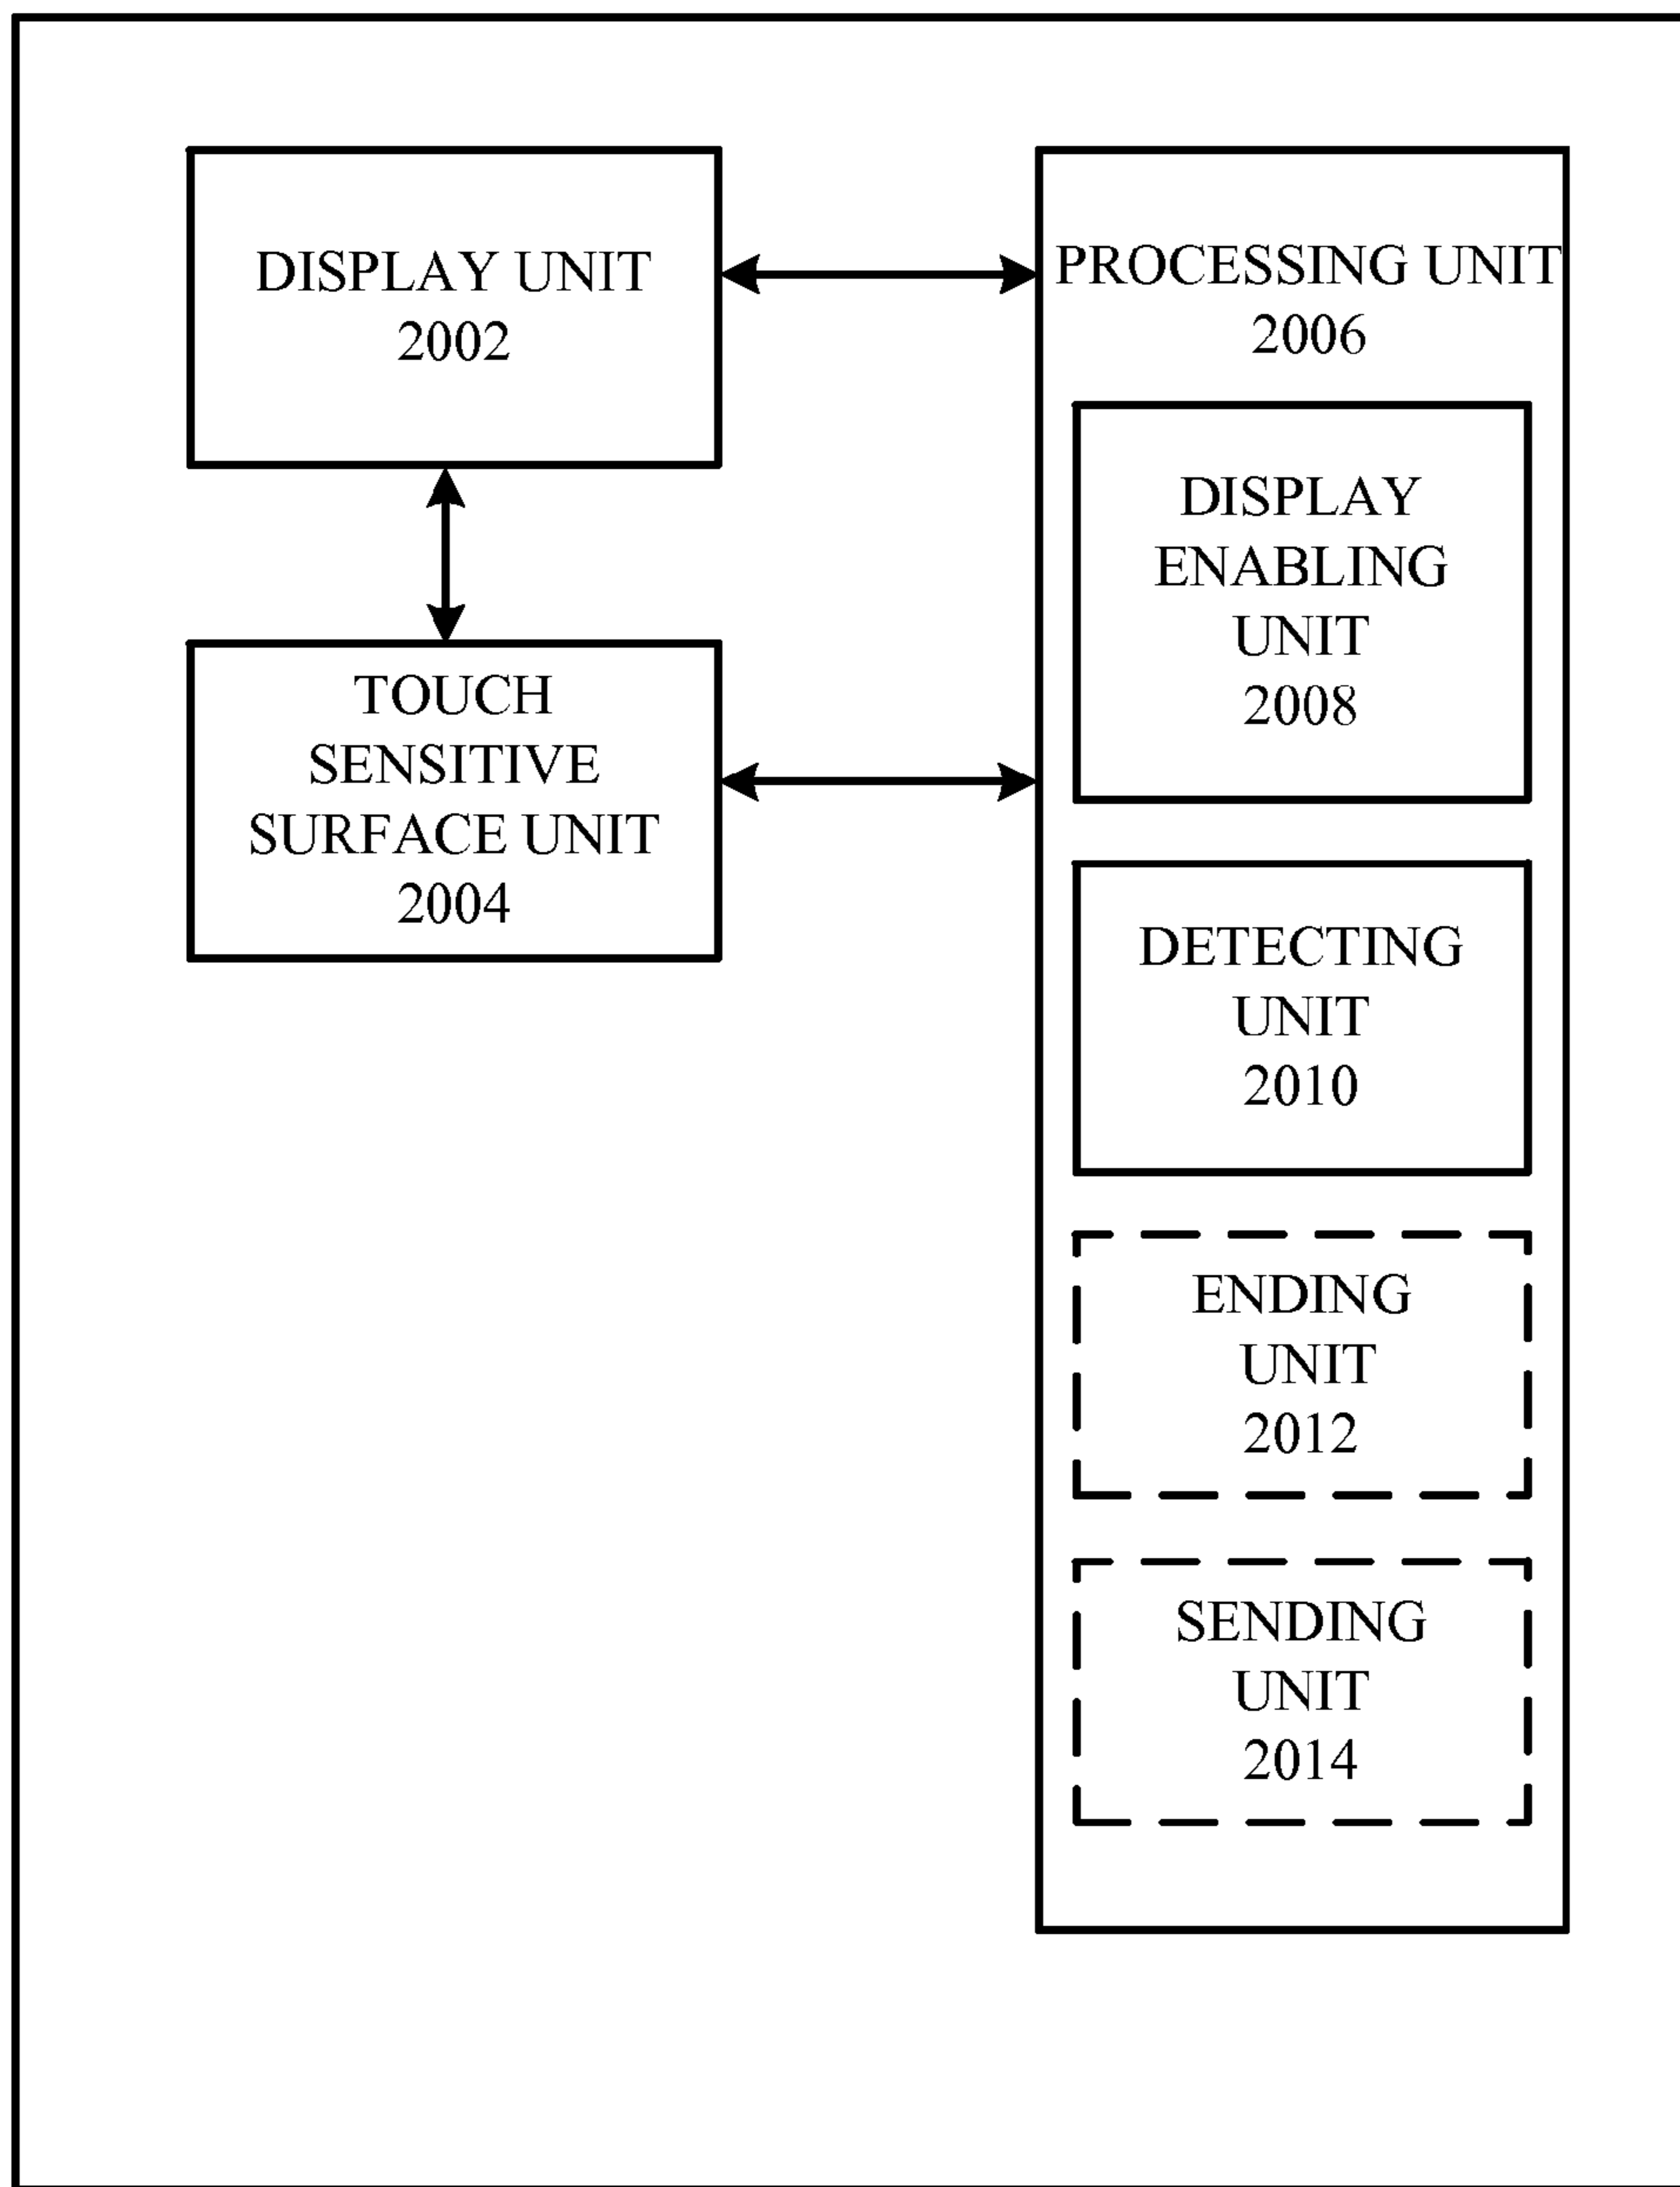 DISPLAY UNIT
2002
TOUCH
SENSITIVE
SURFACE UNIT
2004
PROCESSING UNIT
2006
DISPLAY
ENABLING
UNIT
2008
DETECTING
UNIT
2010
ENDING
UNIT
2012
SENDING
UNIT
2014